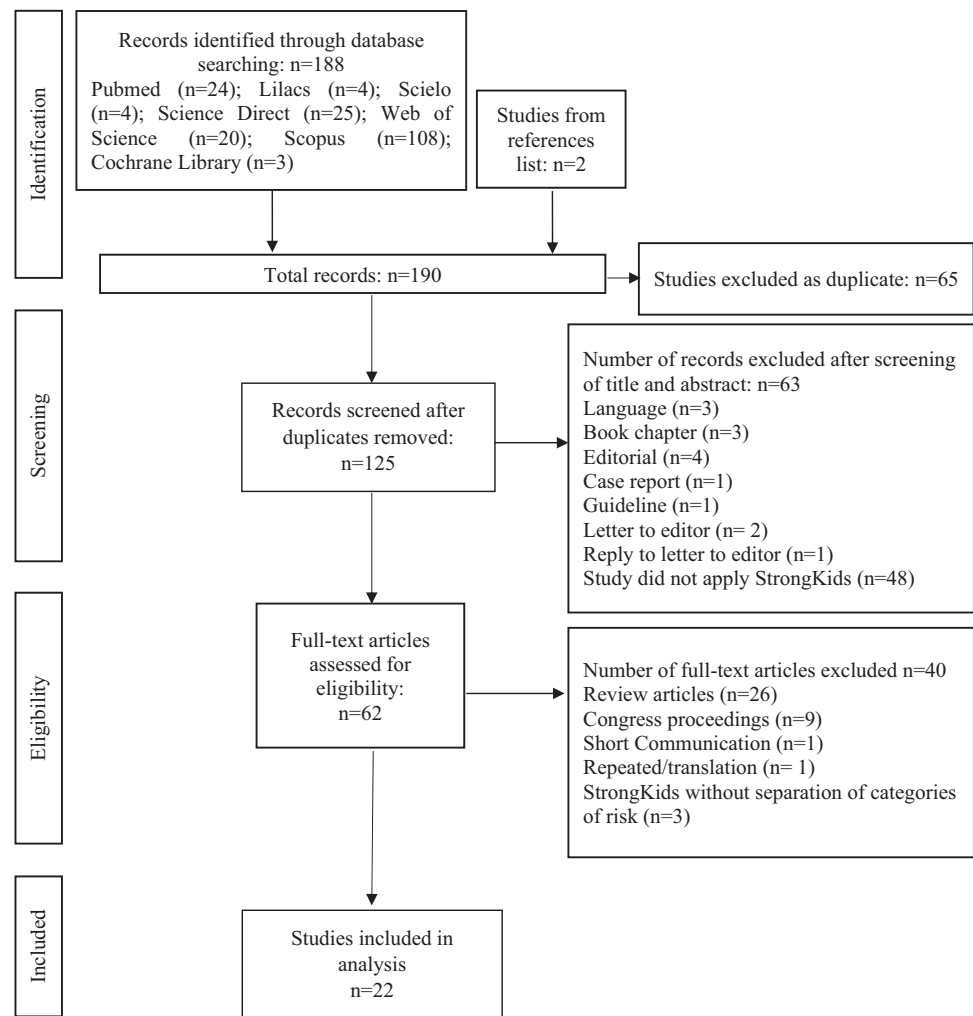 Identification
Records identified through database
searching: n=188
Pubmed (n=24); Lilacs (n=4); Scielo
(n=4); Science Direct (n=25); Web of
Science (n=20); Scopus (n=108);
Cochrane Library (n=3)
Studies from
references
list: n=2
Total records: n=190
Studies excluded as duplicate: n=65
Screening
Records screened after
duplicates removed:
n=125
Number of records excluded after screening
of title and abstract: n=63
Language (n=3)
Book chapter (n=3)
Editorial (n=4)
Case report (n=1)
Guideline (n=1)
Letter to editor (n= 2)
Reply to letter to editor (n=1)
Study did not apply StrongKids (n=48)
Eligibility
Full-text articles
assessed for
eligibility:
n=62
Number of full-text articles excluded n=40
Review articles (n=26)
Congress proceedings (n=9)
Short Communication (n=1)
Repeated/translation (n= 1)
StrongKids without separation of categories
of risk (n=3)
Included
Studies included in
analysis
n=22